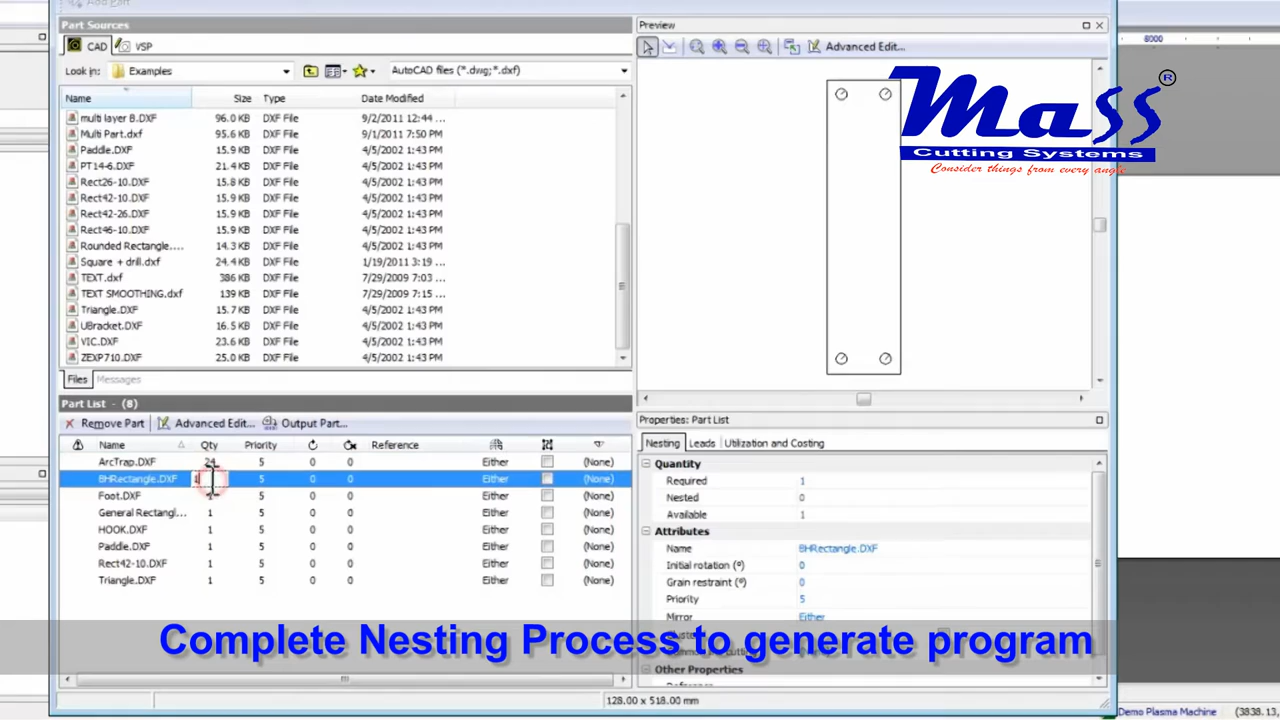 Add Part
Part Sources
CAD VSP
Look in: Examples AutoCAD files (*.dwg;*.dxf)
Name Size Type Date Modified
multi layer B.DXF 96.0 KB DXF File 9/2/2011 12:44 ...
Multi Part.dxf 95.6 KB DXF File 9/1/2011 7:50 PM
Paddle.DXF 15.9 KB DXF File 4/5/2002 1:43 PM
PT14-6.DXF 21.4 KB DXF File 4/5/2002 1:43 PM
Rect26-10.DXF 15.8 KB DXF File 4/5/2002 1:43 PM
Rect42-10.DXF 15.9 KB DXF File 4/5/2002 1:43 PM
Rect42-26.DXF 15.9 KB DXF File 4/5/2002 1:43 PM
Rect46-10.DXF 15.9 KB DXF File 4/5/2002 1:43 PM
Rounded Rectangle.... 14.3 KB DXF File 4/5/2002 1:43 PM
Square + drill.dxf 24.4 KB DXF File 1/19/2011 3:19 ...
TEXT.dxf 386 KB DXF File 7/29/2009 7:03 ...
TEXT SMOOTHING.dxf 139 KB DXF File 7/29/2009 7:15 ...
Triangle.DXF 15.7 KB DXF File 4/5/2002 1:43 PM
UBracket.DXF 16.5 KB DXF File 4/5/2002 1:43 PM
VIC.DXF 23.6 KB DXF File 4/5/2002 1:43 PM
ZEXP710.DXF 25.0 KB DXF File 4/5/2002 1:43 PM
Files Messages
Part List - (8)
Remove Part Advanced Edit... Output Part...
Name Qty Priority Reference
ArcTrap.DXF 24 5 0 0 Either (None)
BHRectangle.DXF 1 5 0 0 Either (None)
Foot.DXF 1 5 0 0 Either (None)
General Rectangl... 1 5 0 0 Either (None)
HOOK.DXF 1 5 0 0 Either (None)
Paddle.DXF 1 5 0 0 Either (None)
Rect42-10.DXF 1 5 0 0 Either (None)
Triangle.DXF 1 5 0 0 Either (None)
Preview
Advanced Edit...
8000
Mass ®
Cutting Systems
Consider things from every angle
Properties: Part List
Nesting Leads Utilization and Costing
Quantity
Required 1
Nested 0
Available 1
Attributes
Name BHRectangle.DXF
Initial rotation (°) 0
Grain restraint (°) 0
Priority 5
Mirror Either
Other Properties
Complete Nesting Process to generate program
128.00 x 518.00 mm
Demo Plasma Machine (3838.13,